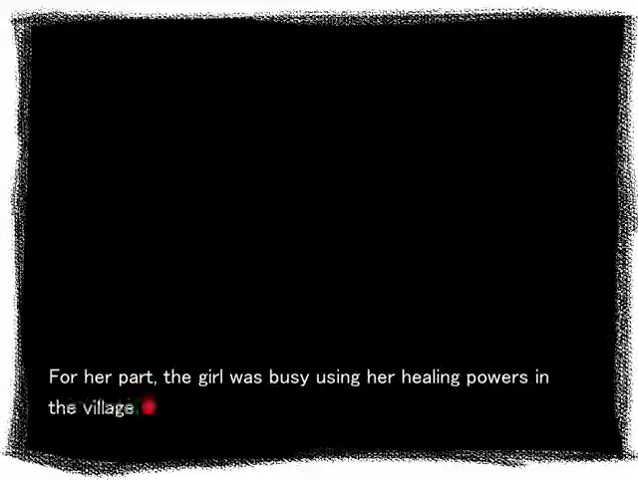 For her part, the girl was busy using her healing powers in
the village.